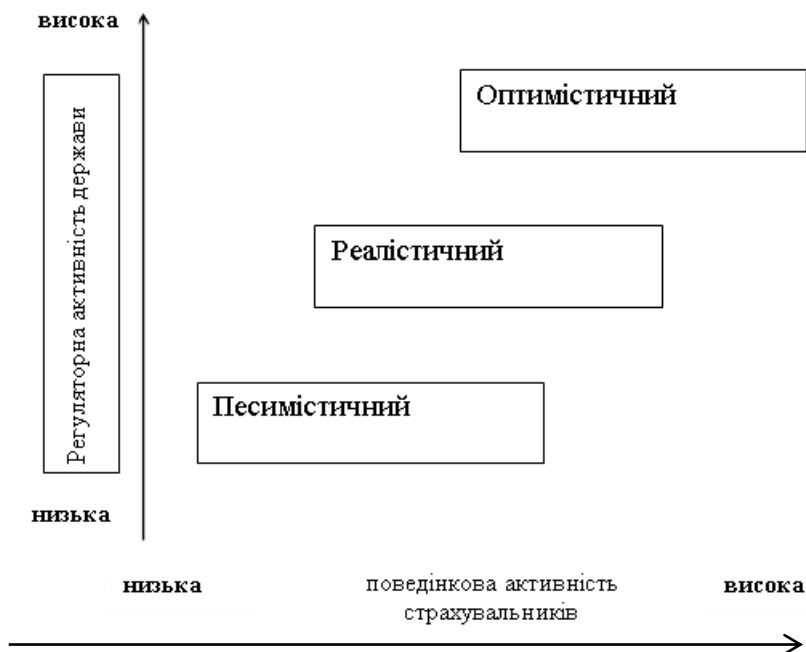 висока
Оптимістичний
Регуляторна активність держави
Реалістичний
Песимістичний
низька
низька
поведінкова активність
страхувальників
висока